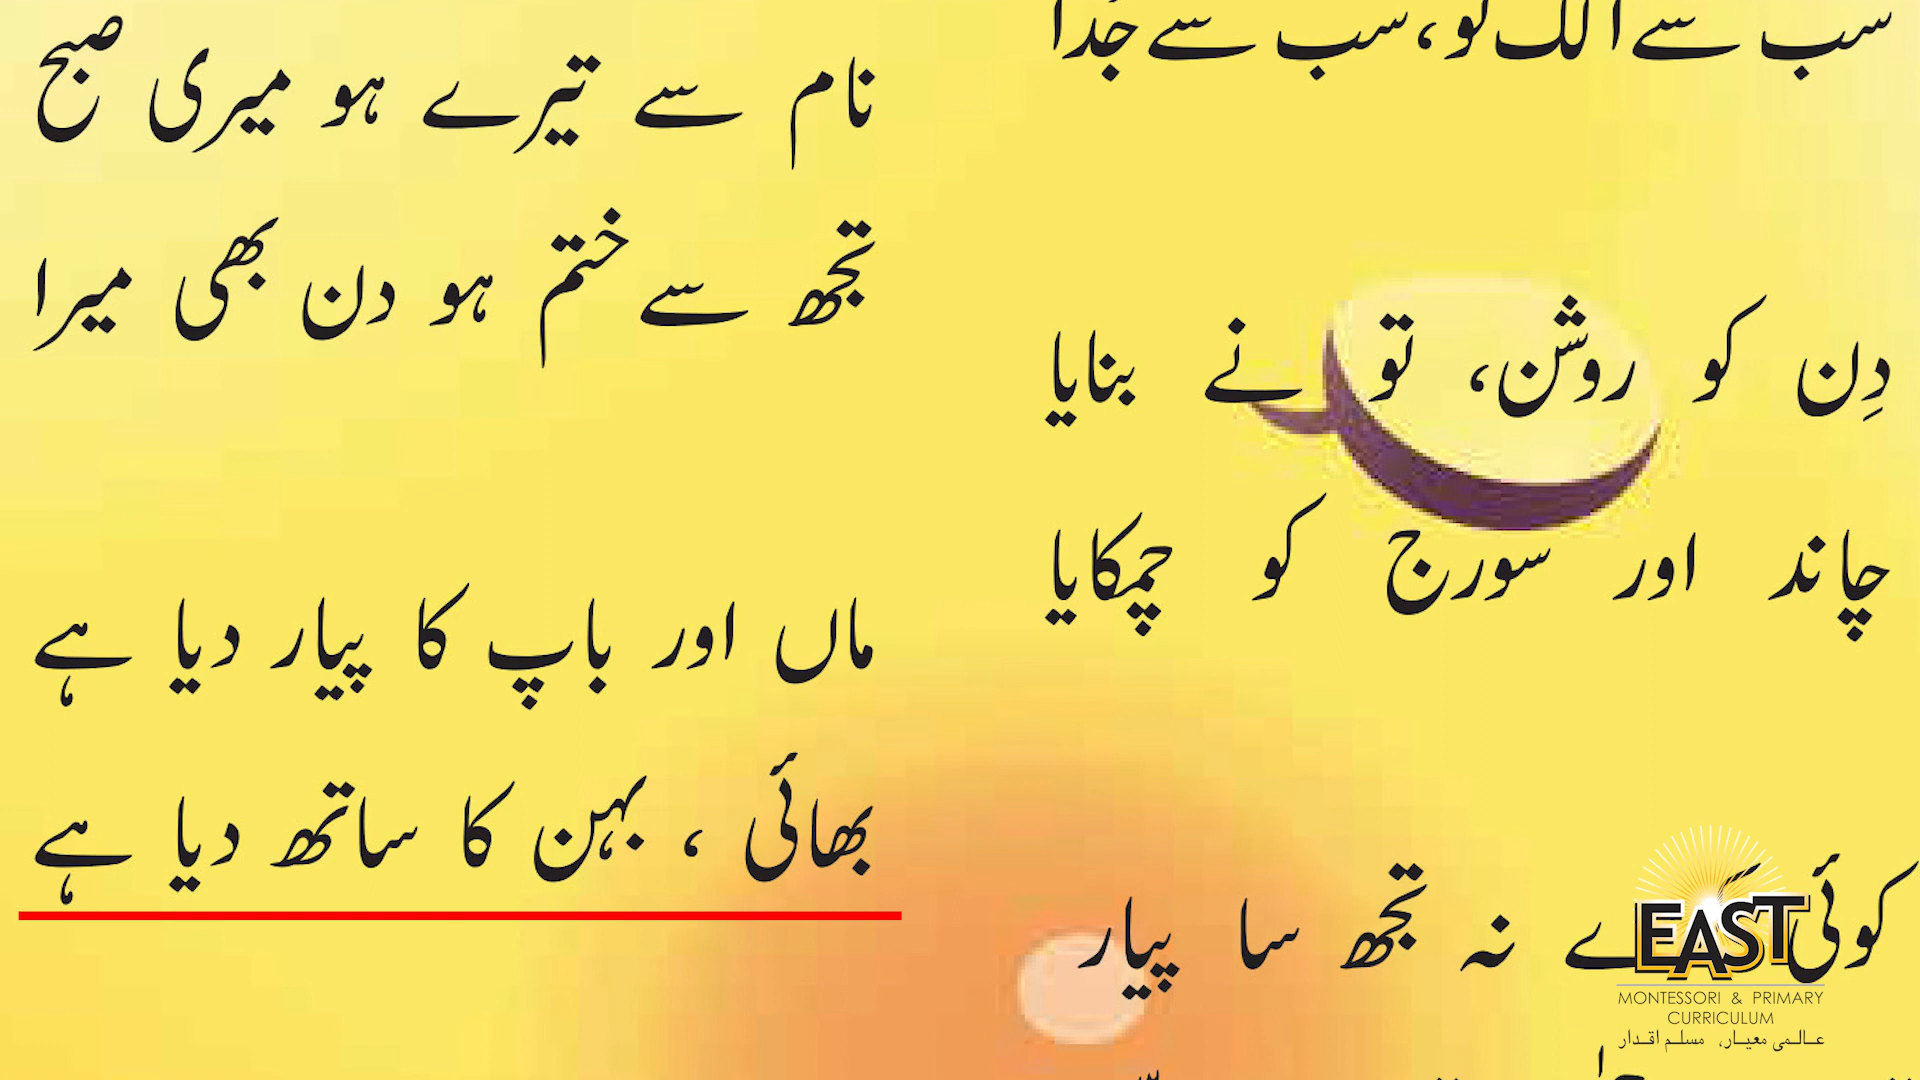 سب سے الگ تو، سب سے جُدا
دِن کو روشن، تو نے بنایا
چاند اور سورج کو چمکایا
کوئی نہ تجھ سا پیار
نام سے تیرے ہو میری صبح
تجھ سے ختم ہو دن بھی میرا
ماں اور باپ کا پیار دیا ہے
بھائی ، بہن کا ساتھ دیا ہے
EAST
MONTESSORI & PRIMARY
CURRICULUM
عالمی معیار، مسلم اقدار